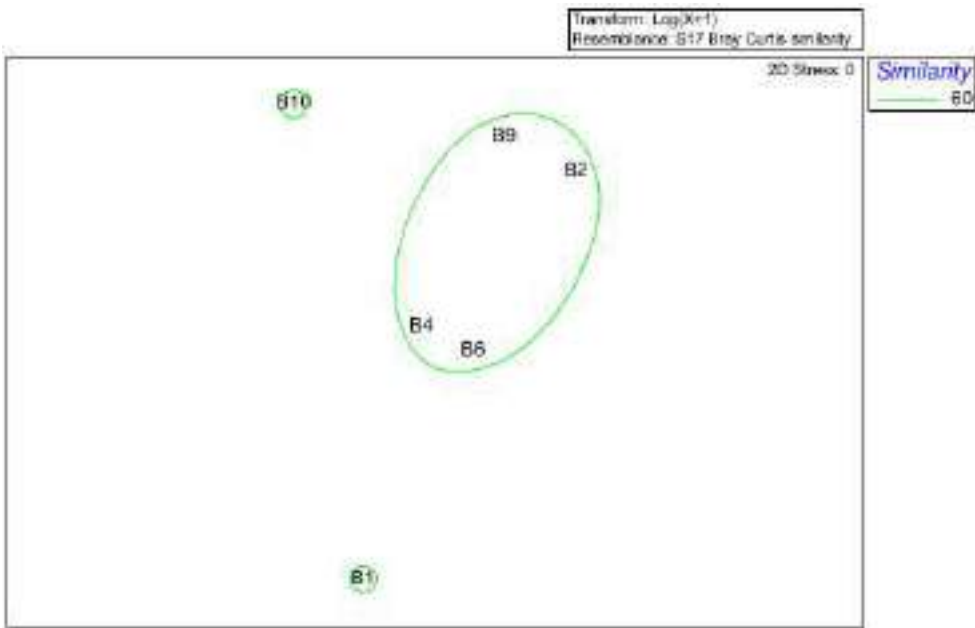 Transform: Log(X+1)
Resemblance: S17 Bray Curtis similarity
2D Stress: 0
Similarity
60
B10
B9
B2
B4
B6
B1